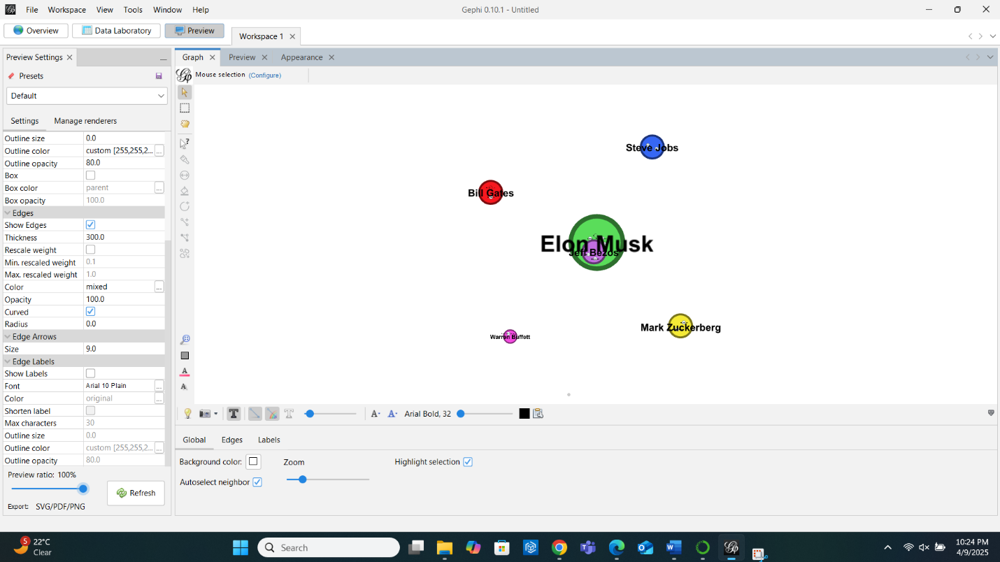 File Workspace View Tools Window Help
Gephi 0.10.1 - Untitled
Overview Data Laboratory Preview
Workspace 1
Preview Settings
Presets
Default
Settings Manage renderers
Outline size 0.0
Outline color custom [255,255,2... ...
Outline opacity 80.0
Box
Box color parent ...
Box opacity 100.0
Edges
Show Edges
Thickness 300.0
Rescale weight
Min. rescaled weight 0.1
Max. rescaled weight 1.0
Color mixed ...
Opacity 100.0
Curved
Radius 0.0
Edge Arrows
Size 9.0
Edge Labels
Show Labels
Font Arial 10 Plain ...
Color original ...
Shorten label
Max characters 30
Outline size 0.0
Outline color custom [255,255,2... ...
Outline opacity 80.0
Preview ratio: 100%
Refresh
Export: SVG/PDF/PNG
Graph Preview Appearance
Mouse selection (Configure)
Steve Jobs
Bill Gates
Elon Musk
Jeff Bezos
Mark Zuckerberg
Warren Buffett
T T A A Arial Bold, 32
Global Edges Labels
Background color: Zoom Highlight selection
Autoselect neighbor
5 22°C
Clear
Search
10:24 PM
4/9/2025